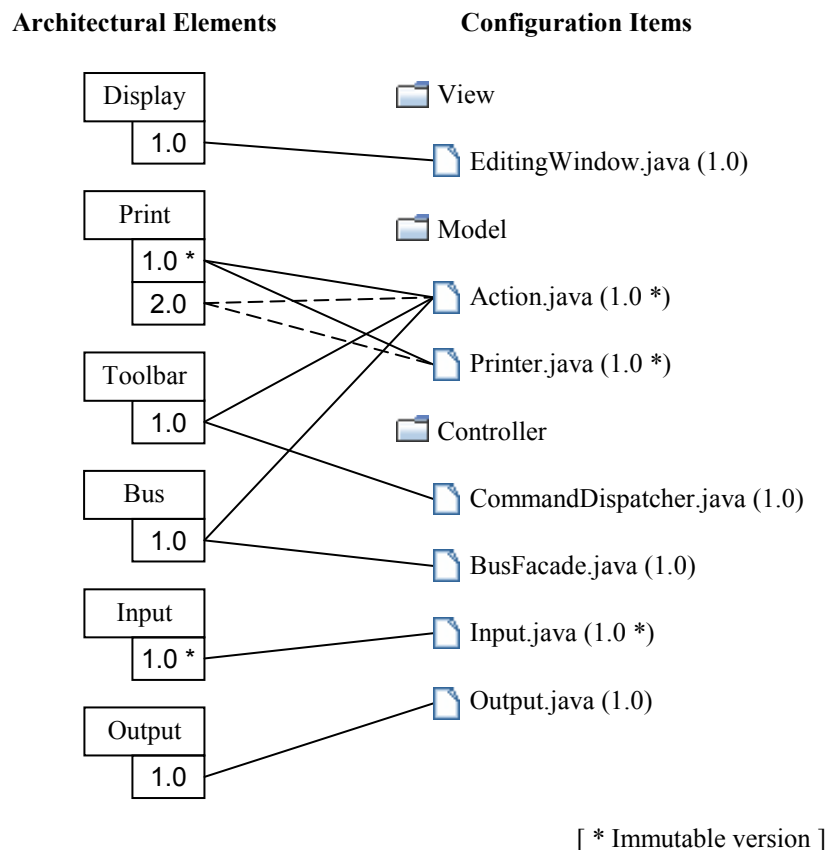 Architectural Elements
Configuration Items
Display
1.0
View
EditingWindow.java (1.0)
Print
1.0 *
2.0
Model
Action.java (1.0 *)
Printer.java (1.0 *)
Toolbar
1.0
Controller
CommandDispatcher.java (1.0)
Bus
1.0
BusFacade.java (1.0)
Input
1.0 *
Input.java (1.0 *)
Output
1.0
Output.java (1.0)
[ * Immutable version ]